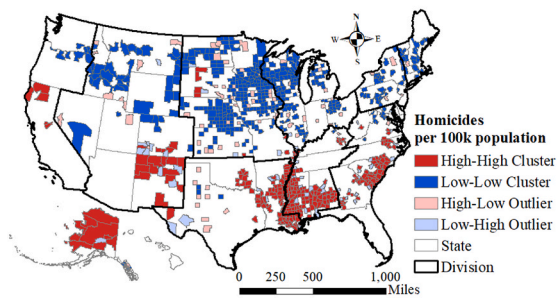 N
W E
S
Homicides
per 100k population
High-High Cluster
Low-Low Cluster
High-Low Outlier
Low-High Outlier
State
Division
0 250 500 1,000
Miles